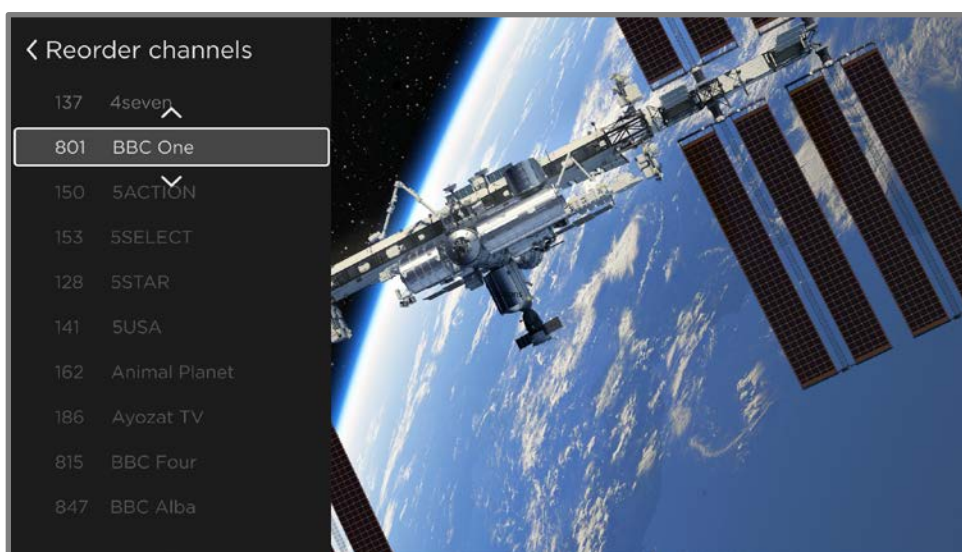 Reorder channels
137 4seven
801 BBC One
150 5ACTION
153 5SELECT
128 5STAR
141 5USA
162 Animal Planet
186 Ayozat TV
815 BBC Four
847 BBC Alba